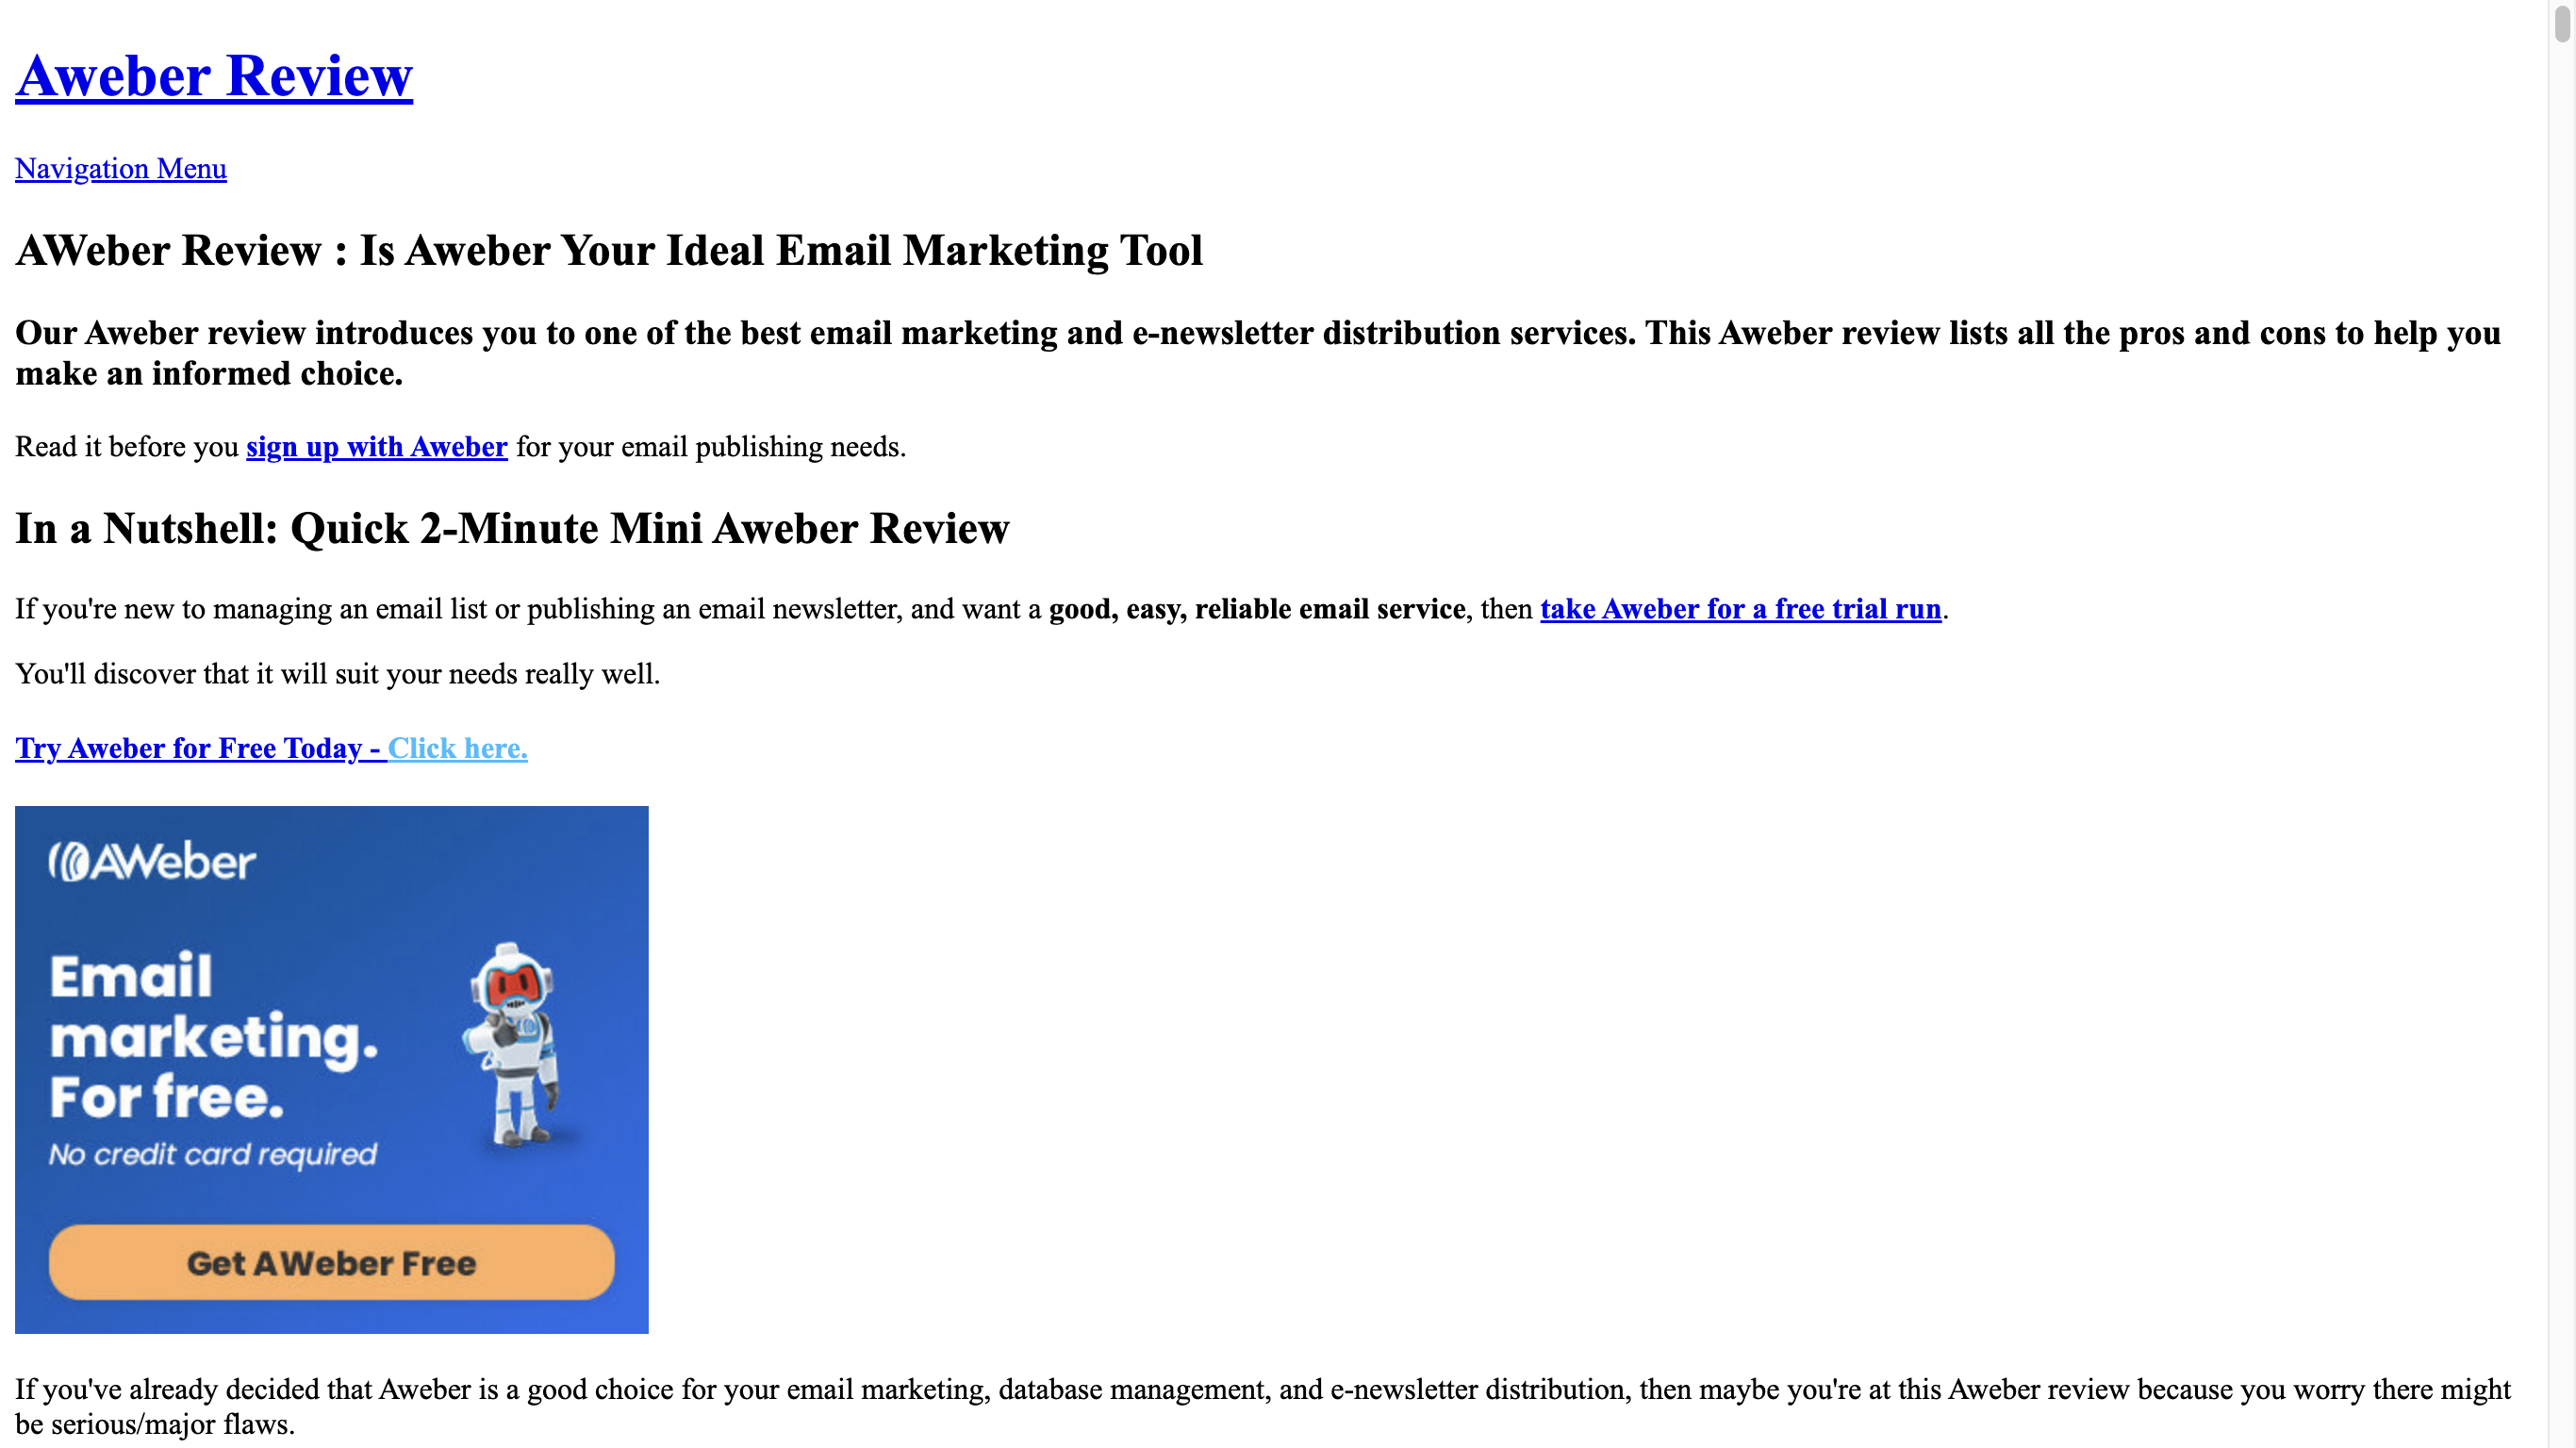 Aweber Review
Navigation Menu
AWeber Review : Is Aweber Your Ideal Email Marketing Tool
Our Aweber review introduces you to one of the best email marketing and e-newsletter distribution services. This Aweber review lists all the pros and cons to help you
make an informed choice.
Read it before you sign up with Aweber for your email publishing needs.
In a Nutshell: Quick 2-Minute Mini Aweber Review
If you're new to managing an email list or publishing an email newsletter, and want a good, easy, reliable email service, then take Aweber for a free trial run.
You'll discover that it will suit your needs really well.
Try Aweber for Free Today - Click here.
AWeber
Email
marketing.
For free.
No credit card required
Get AWeber Free
If you've already decided that Aweber is a good choice for your email marketing, database management, and e-newsletter distribution, then maybe you're at this Aweber review because you worry there might
be serious/major flaws.